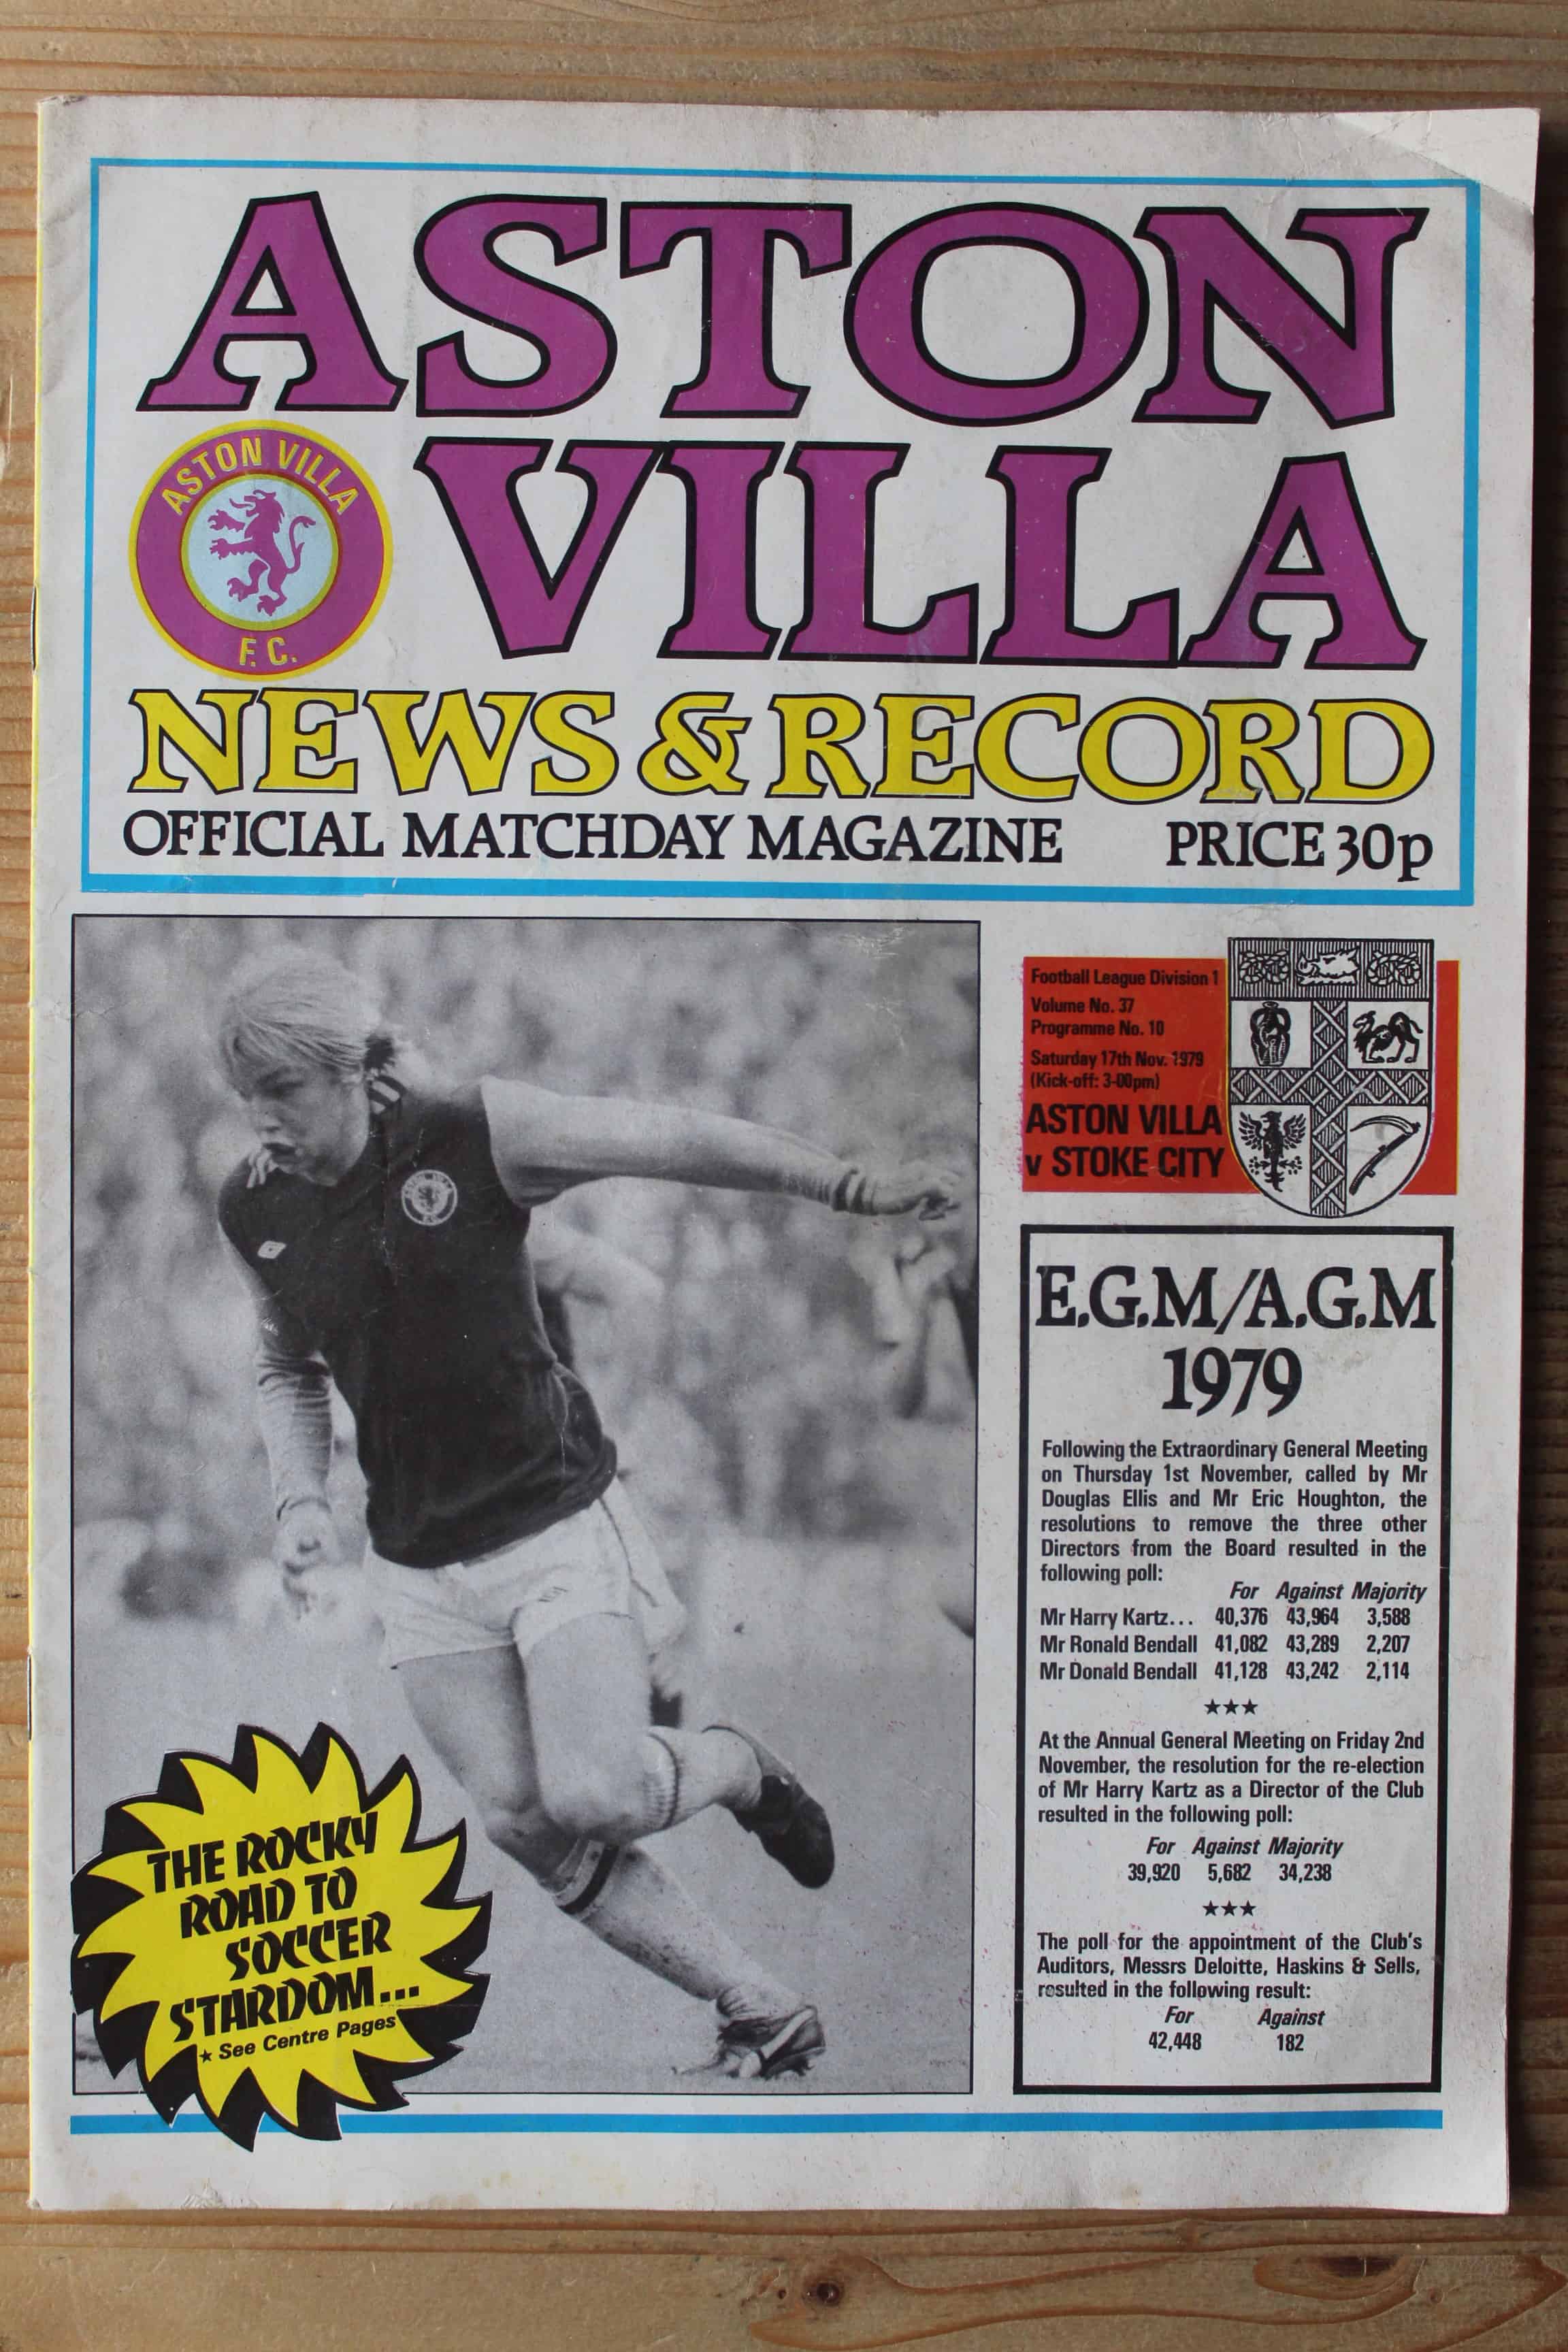 ASTON
VILLA
ASTON VILLA
F.C.
NEWS & RECORD
OFFICIAL MATCHDAY MAGAZINE PRICE 30p
Football League Division 1
Volume No. 37
Programme No. 10
Saturday 17th Nov. 1979
(Kick-off: 3-00pm)
ASTON VILLA
v STOKE CITY
E.G.M/A.G.M
1979
Following the Extraordinary General Meeting
on Thursday 1st November, called by Mr
Douglas Ellis and Mr Eric Houghton, the
resolutions to remove the three other
Directors from the Board resulted in the
following poll:
For Against Majority
Mr Harry Kartz... 40,376 43,964 3,588
Mr Ronald Bendall 41,082 43,289 2,207
Mr Donald Bendall 41,128 43,242 2,114
★★★
At the Annual General Meeting on Friday 2nd
November, the resolution for the re-election
of Mr Harry Kartz as a Director of the Club
resulted in the following poll:
For Against Majority
39,920 5,682 34,238
★★★
The poll for the appointment of the Club's
Auditors, Messrs Deloitte, Haskins & Sells,
resulted in the following result:
For Against
42,448 182
THE ROCKY
ROAD TO
SOCCER
STARDOM...
★ See Centre Pages